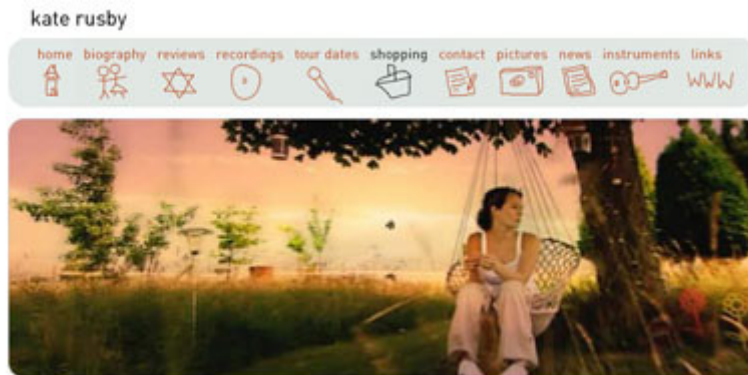 kate rusby
home biography reviews recordings tour dates shopping contact pictures news instruments links
www